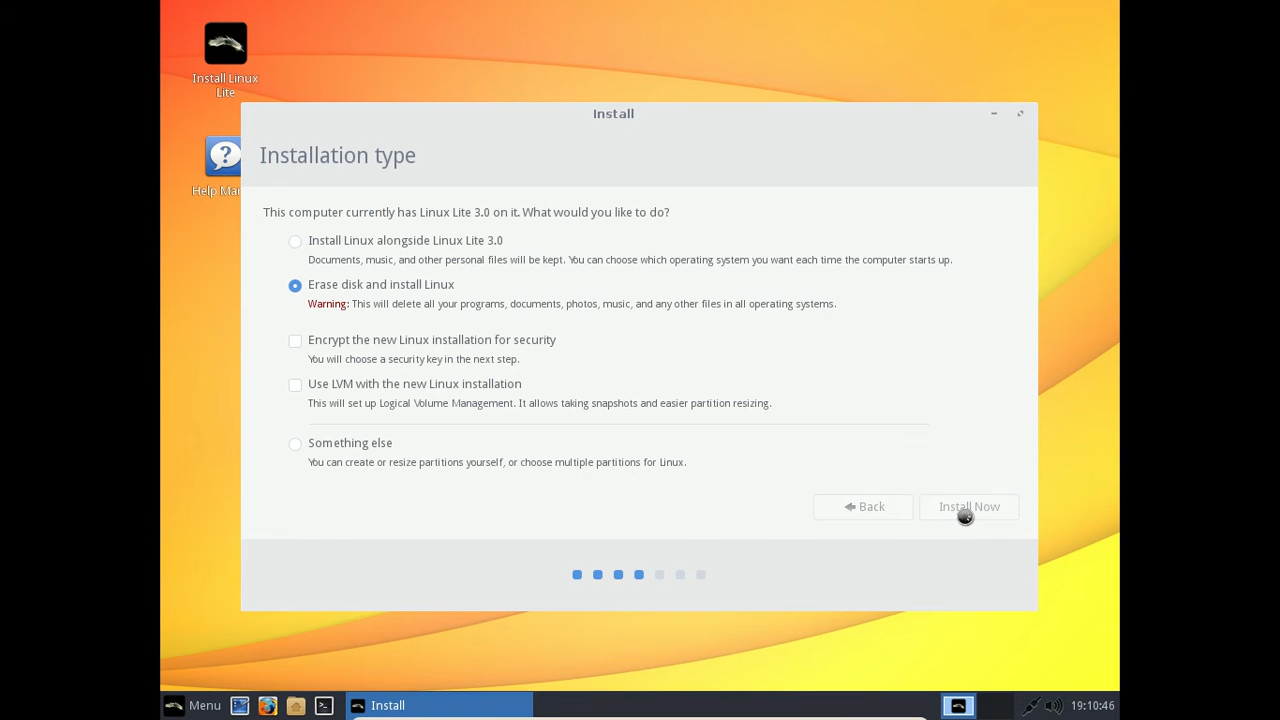 Install Linux
Lite
Help Man
Install
Installation type
This computer currently has Linux Lite 3.0 on it. What would you like to do?
Install Linux alongside Linux Lite 3.0
Documents, music, and other personal files will be kept. You can choose which operating system you want each time the computer starts up.
Erase disk and install Linux
Warning: This will delete all your programs, documents, photos, music, and any other files in all operating systems.
Encrypt the new Linux installation for security
You will choose a security key in the next step.
Use LVM with the new Linux installation
This will set up Logical Volume Management. It allows taking snapshots and easier partition resizing.
Something else
You can create or resize partitions yourself, or choose multiple partitions for Linux.
Back
Install Now
Menu
Install
19:10:46